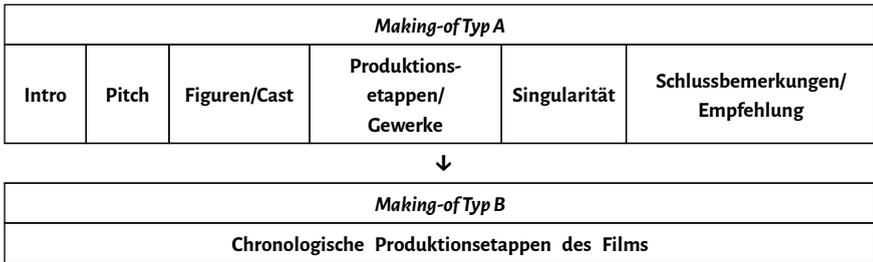 Making-of Typ A
Intro
Pitch
Figuren/Cast
Produktions-
etappen/
Gewerke
Singularität
Schlussbemerkungen/
Empfehlung
↓
Making-of Typ B
Chronologische Produktionsetappen des Films